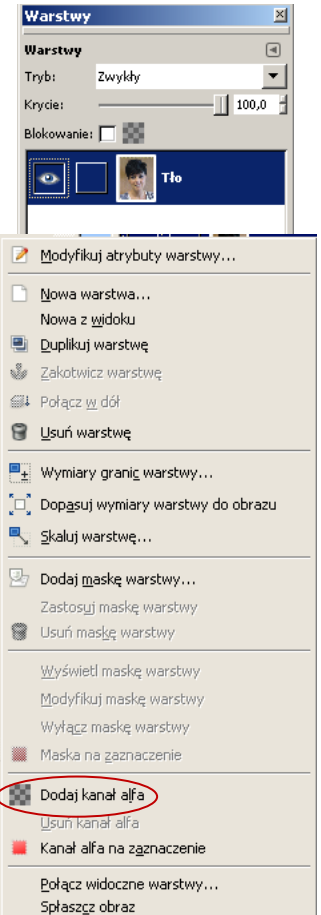 Warstwy
Warstwy
Tryb: Zwykły
Krycie: 100,0
Blokowanie:
Tło
Modyfikuj atrybuty warstwy...
Nowa warstwa...
Nowa z widoku
Duplikuj warstwę
Zakotwicz warstwę
Połącz w dół
Usuń warstwę
Wymiary granic warstwy...
Dopasuj wymiary warstwy do obrazu
Skaluj warstwę...
Dodaj maskę warstwy...
Zastosuj maskę warstwy
Usuń maskę warstwy
Wyświetl maskę warstwy
Modyfikuj maskę warstwy
Wyłącz maskę warstwy
Maska na zaznaczenie
Dodaj kanał alfa
Usuń kanał alfa
Kanał alfa na zaznaczenie
Połącz widoczne warstwy...
Spłaszcz obraz